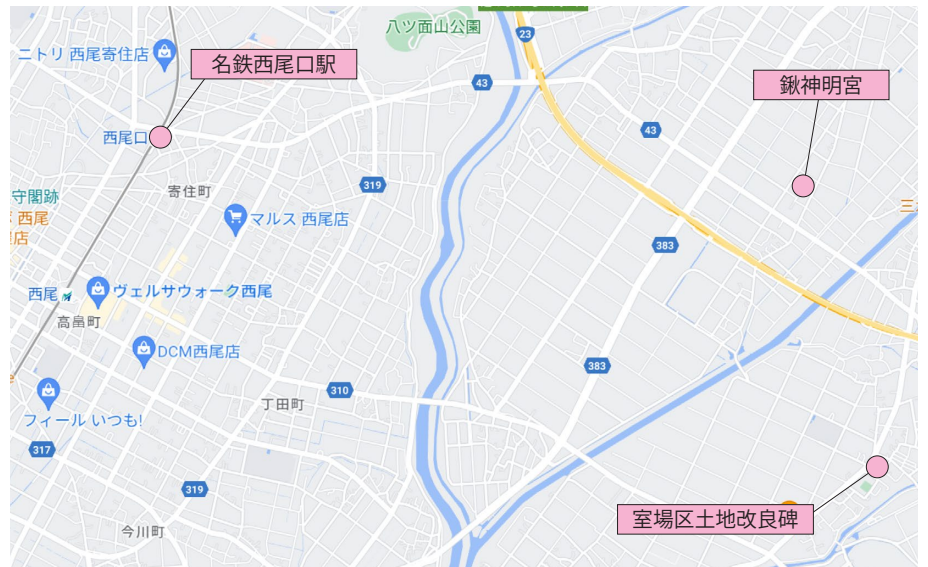 八ツ面山公園
23
ニトリ 西尾寄住店
名鉄西尾口駅
43
鍬神明宮
西尾口
43
寄住町
319
守閣跡
西尾
店
マルス 西尾店
三
383
西尾
ヴェルサウォーク西尾
高畠町
DCM西尾店
383
310
丁田町
フィール いつも!
317
319
室場区土地改良碑
今川町